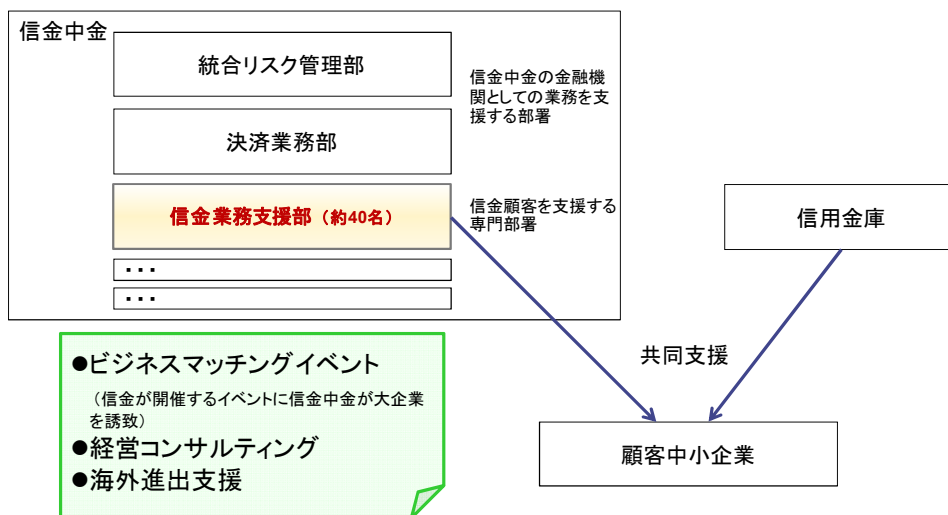 信金中金
統合リスク管理部
信金中金の金融機
関としての業務を支
援する部署
決済業務部
信金業務支援部（約40名）
信金顧客を支援する
専門部署
信用金庫
・・・
・・・
共同支援
●ビジネスマッチングイベント
（信金が開催するイベントに信金中金が大企業
を誘致）
●経営コンサルティング
●海外進出支援
顧客中小企業